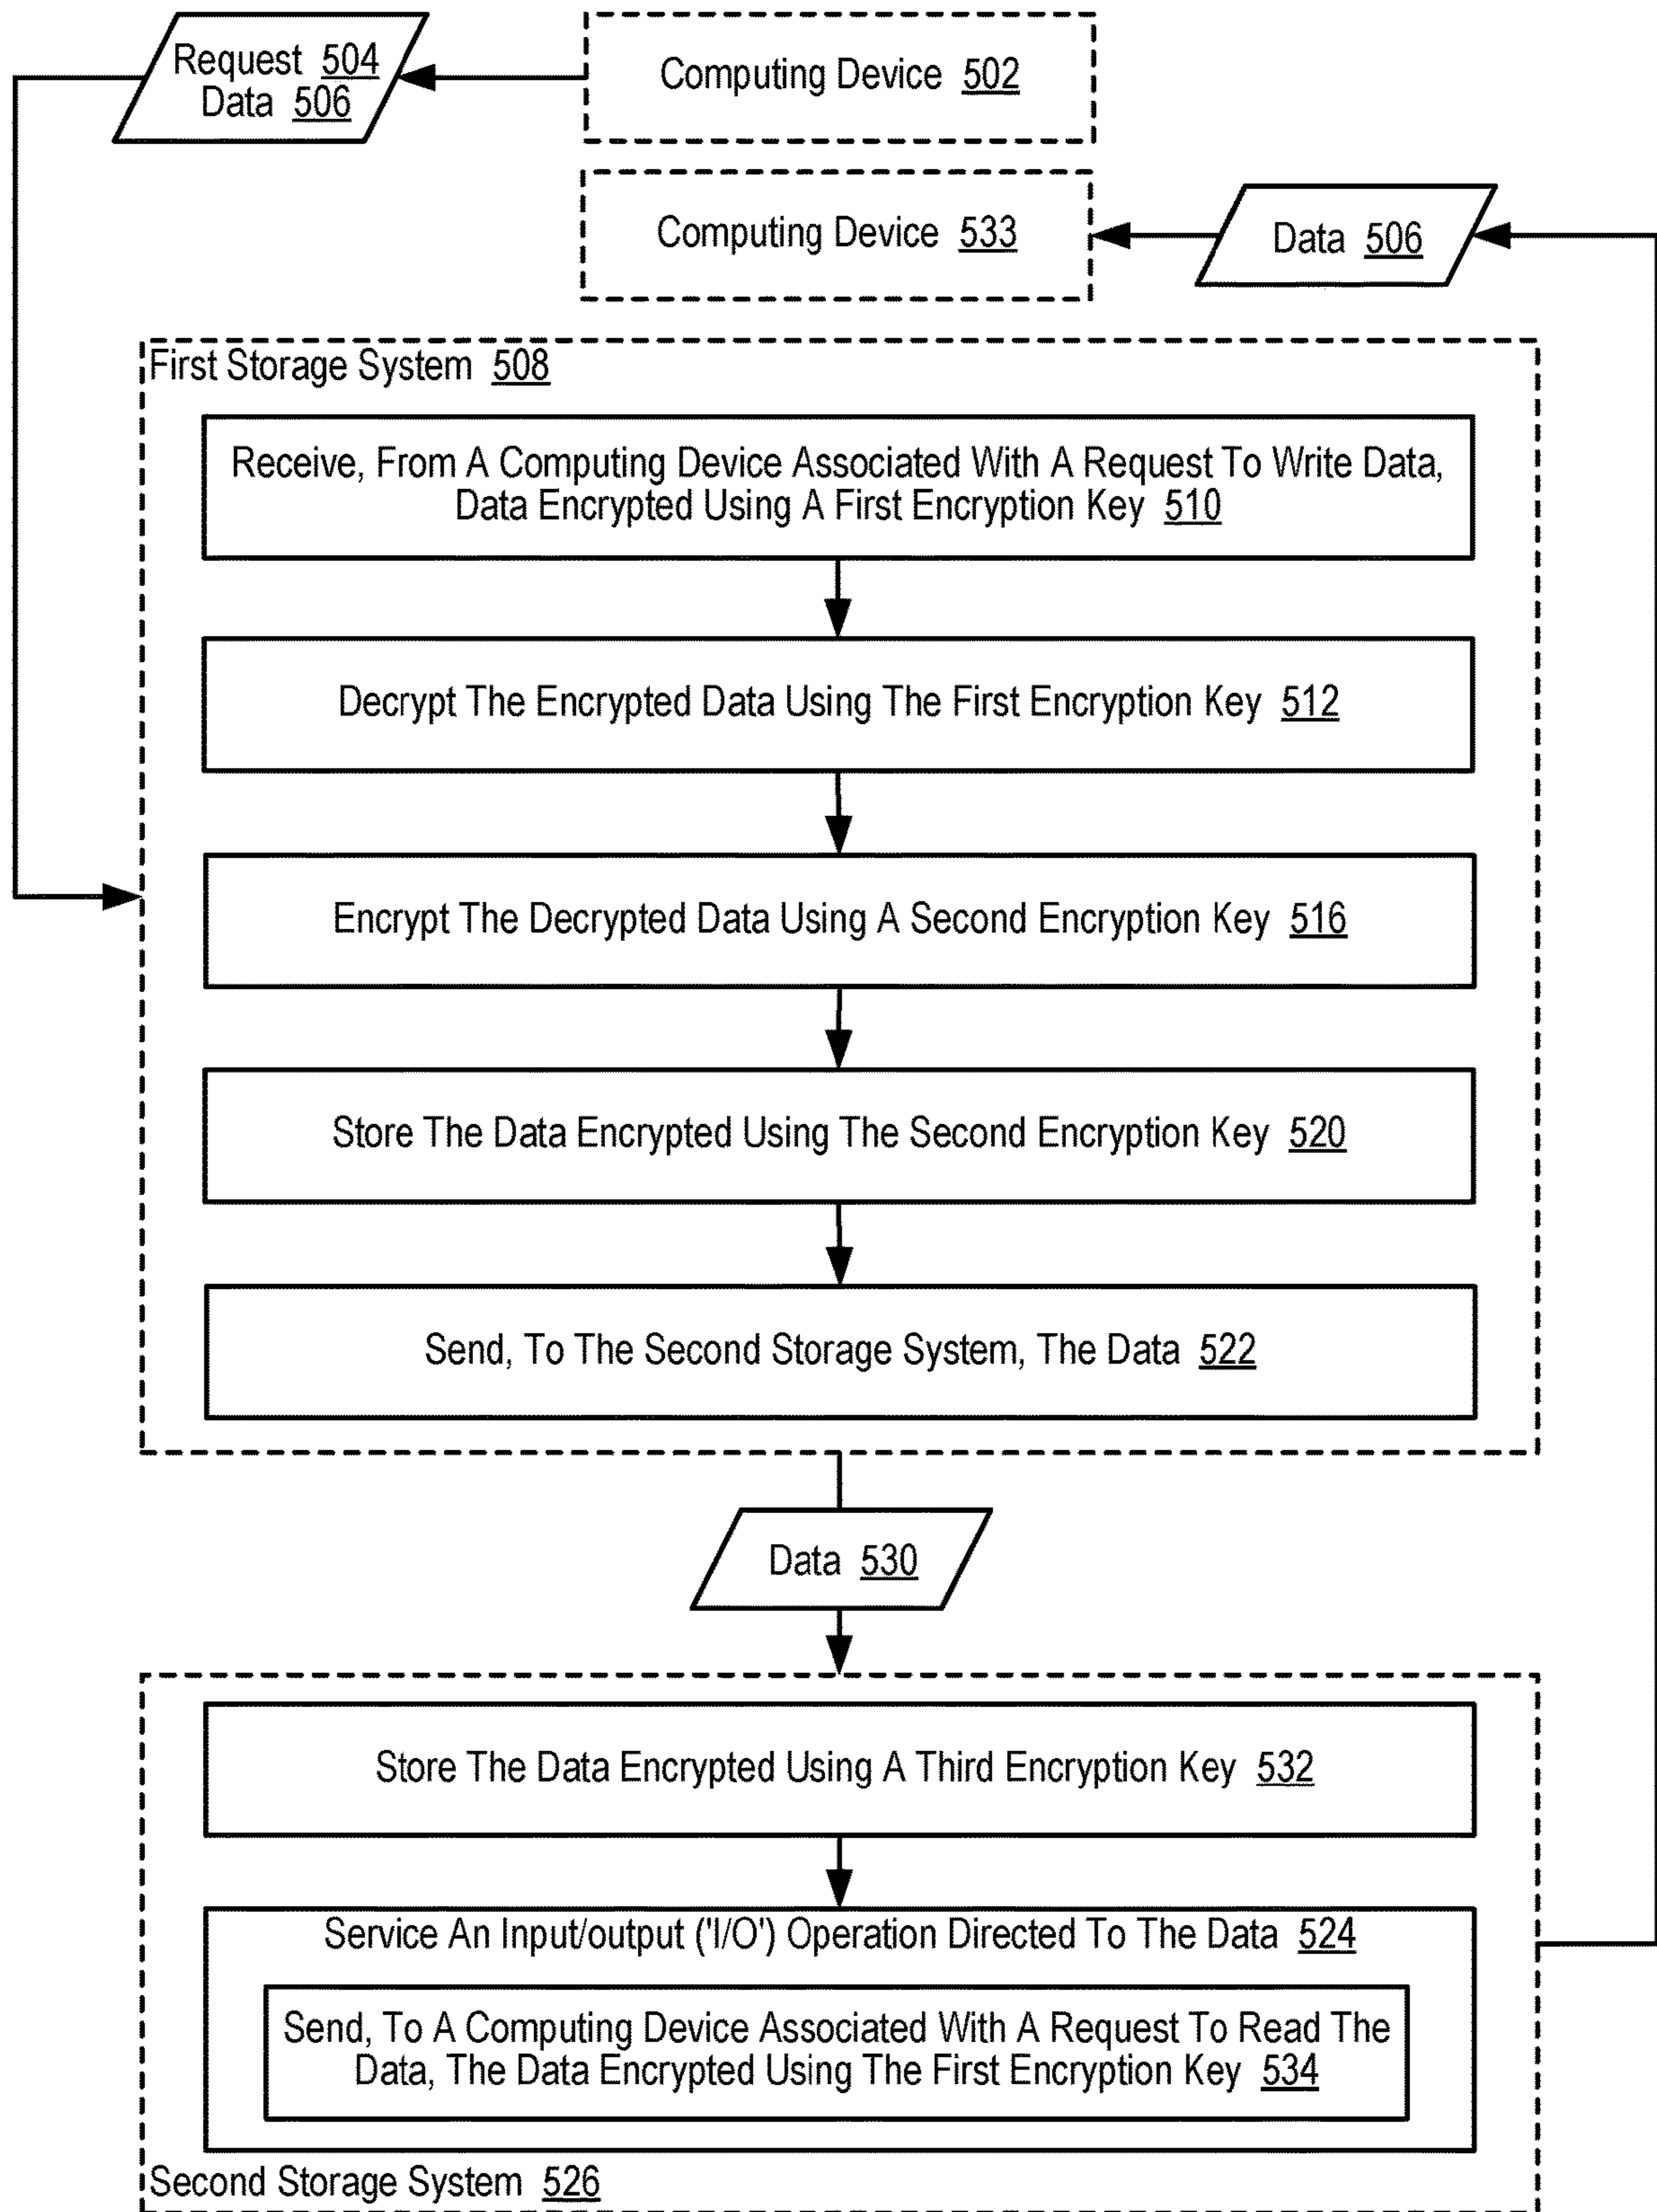 Request 504
Data 506
Computing Device 502
Computing Device 533
Data 506
First Storage System 508
Receive, From A Computing Device Associated With A Request To Write Data,
Data Encrypted Using A First Encryption Key 510
Decrypt The Encrypted Data Using The First Encryption Key 512
Encrypt The Decrypted Data Using A Second Encryption Key 516
Store The Data Encrypted Using The Second Encryption Key 520
Send, To The Second Storage System, The Data 522
Data 530
Store The Data Encrypted Using A Third Encryption Key 532
Service An Input/output ('I/O') Operation Directed To The Data 524
Send, To A Computing Device Associated With A Request To Read The
Data, The Data Encrypted Using The First Encryption Key 534
Second Storage System 526